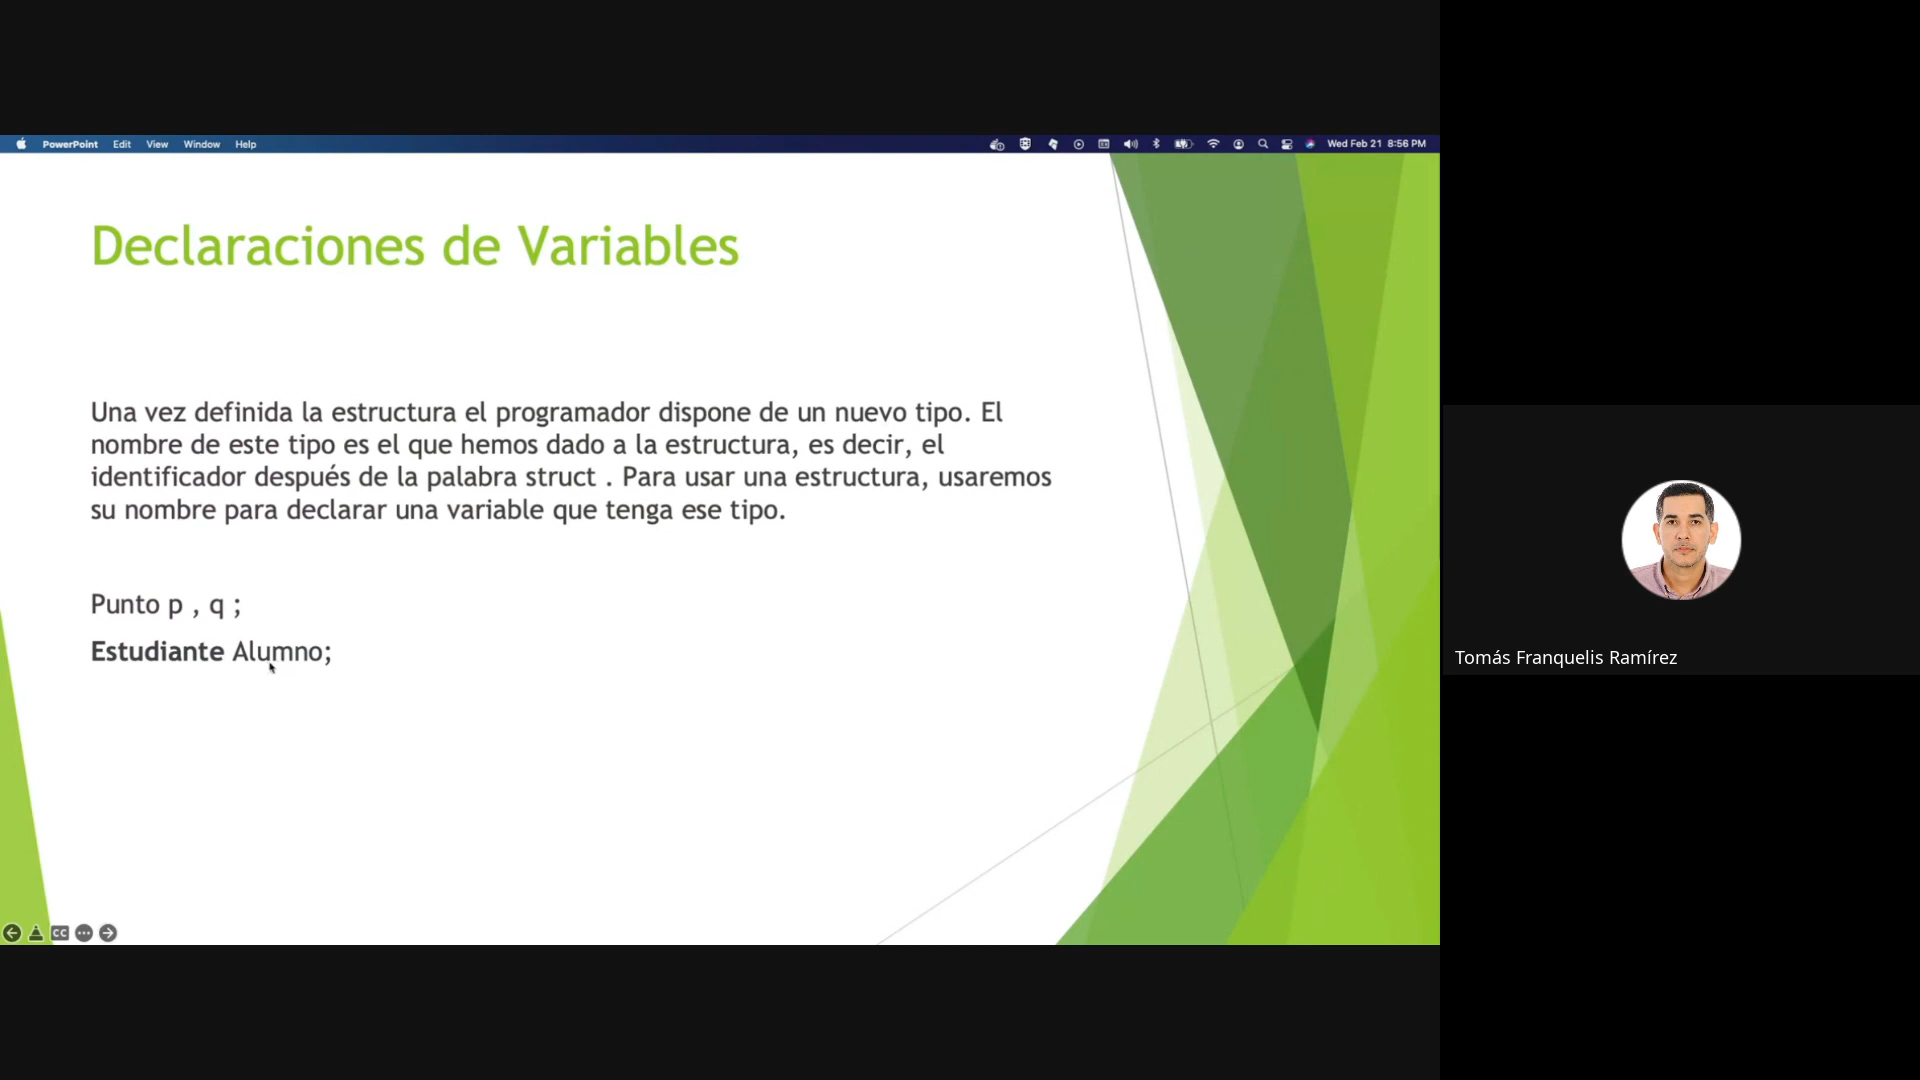 PowerPoint Edit View Window Help Wed Feb 21 8:56 PM
Declaraciones de Variables
Una vez definida la estructura el programador dispone de un nuevo tipo. El
nombre de este tipo es el que hemos dado a la estructura, es decir, el
identificador después de la palabra struct . Para usar una estructura, usaremos
su nombre para declarar una variable que tenga ese tipo.
Punto p , q ;
Estudiante Alumno;
CC
Tomás Franquelis Ramírez